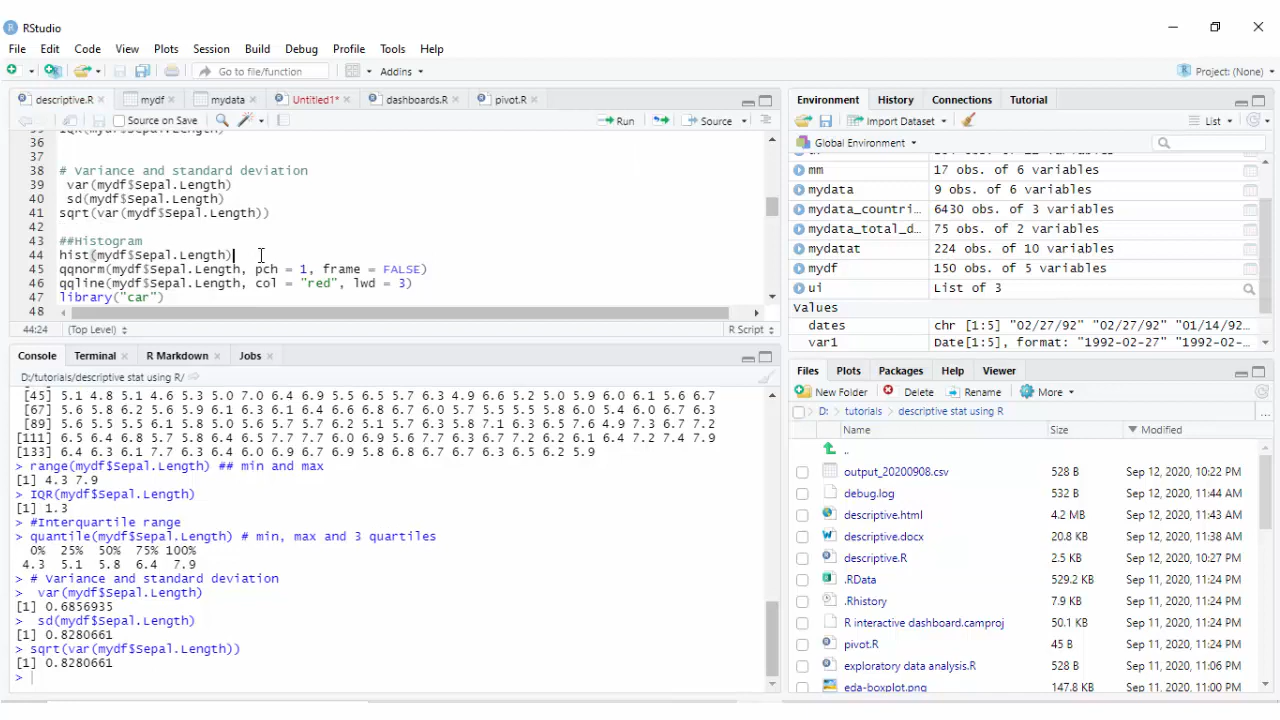 RStudio
File Edit Code View Plots Session Build Debug Profile Tools Help
Go to file/function Addins Project: (None)
descriptive.R mydf mydata Untitled1* dashboards.R pivot.R
Source on Save Run Source
36
37
38 # Variance and standard deviation
39 var(mydf$Sepal.Length)
40 sd(mydf$Sepal.Length)
41 sqrt(var(mydf$Sepal.Length))
42
43 ##Histogram
44 hist(mydf$Sepal.Length)
45 qqnorm(mydf$Sepal.Length, pch = 1, frame = FALSE)
46 qqline(mydf$Sepal.Length, col = "red", lwd = 3)
47 library("car")
48
44:24 (Top Level) R Script
Console Terminal R Markdown Jobs
D:/tutorials/descriptive stat using R/
[45] 5.1 4.8 5.1 4.6 5.3 5.0 7.0 6.4 6.9 5.5 6.5 5.7 6.3 4.9 6.6 5.2 5.0 5.9 6.0 6.1 5.6 6.7
[67] 5.6 5.8 6.2 5.6 5.9 6.1 6.3 6.1 6.4 6.6 6.8 6.7 6.0 5.7 5.5 5.5 5.8 6.0 5.4 6.0 6.7 6.3
[89] 5.6 5.5 5.5 6.1 5.8 5.0 5.6 5.7 5.7 6.2 5.1 5.7 6.3 5.8 7.1 6.3 6.5 7.6 4.9 7.3 6.7 7.2
[111] 6.5 6.4 6.8 5.7 5.8 6.4 6.5 7.7 7.7 6.0 6.9 5.6 7.7 6.3 6.7 7.2 6.2 6.1 6.4 7.2 7.4 7.9
[133] 6.4 6.3 6.1 7.7 6.3 6.4 6.0 6.9 6.7 6.9 5.8 6.8 6.7 6.7 6.3 6.5 6.2 5.9
> range(mydf$Sepal.Length) ## min and max
[1] 4.3 7.9
> IQR(mydf$Sepal.Length)
[1] 1.3
> #Interquartile range
> quantile(mydf$Sepal.Length) # min, max and 3 quartiles
0% 25% 50% 75% 100%
4.3 5.1 5.8 6.4 7.9
> # Variance and standard deviation
> var(mydf$Sepal.Length)
[1] 0.6856935
> sd(mydf$Sepal.Length)
[1] 0.8280661
> sqrt(var(mydf$Sepal.Length))
[1] 0.8280661
>
Environment History Connections Tutorial
Import Dataset List
Global Environment
mm 17 obs. of 6 variables
mydata 9 obs. of 6 variables
mydata_countri… 6430 obs. of 3 variables
mydata_total_d… 75 obs. of 2 variables
mydatat 224 obs. of 10 variables
mydf 150 obs. of 5 variables
ui List of 3
Values
dates chr [1:5] "02/27/92" "02/27/92" "01/14/92…
var1 Date[1:5], format: "1992-02-27" "1992-02-…
Files Plots Packages Help Viewer
New Folder Delete Rename More
D: tutorials descriptive stat using R ...
Name Size Modified
..
output_20200908.csv 528 B Sep 12, 2020, 10:22 PM
debug.log 532 B Sep 12, 2020, 11:44 AM
descriptive.html 4.2 MB Sep 12, 2020, 11:43 AM
descriptive.docx 20.8 KB Sep 12, 2020, 11:38 AM
descriptive.R 2.5 KB Sep 12, 2020, 10:27 PM
.RData 529.2 KB Sep 11, 2020, 11:24 PM
.Rhistory 7.9 KB Sep 11, 2020, 11:24 PM
R interactive dashboard.camproj 50.1 KB Sep 11, 2020, 11:24 PM
pivot.R 45 B Sep 11, 2020, 11:24 PM
exploratory data analysis.R 528 B Sep 11, 2020, 11:06 PM
eda-boxplot.png 147.8 KB Sep 11, 2020, 11:00 PM